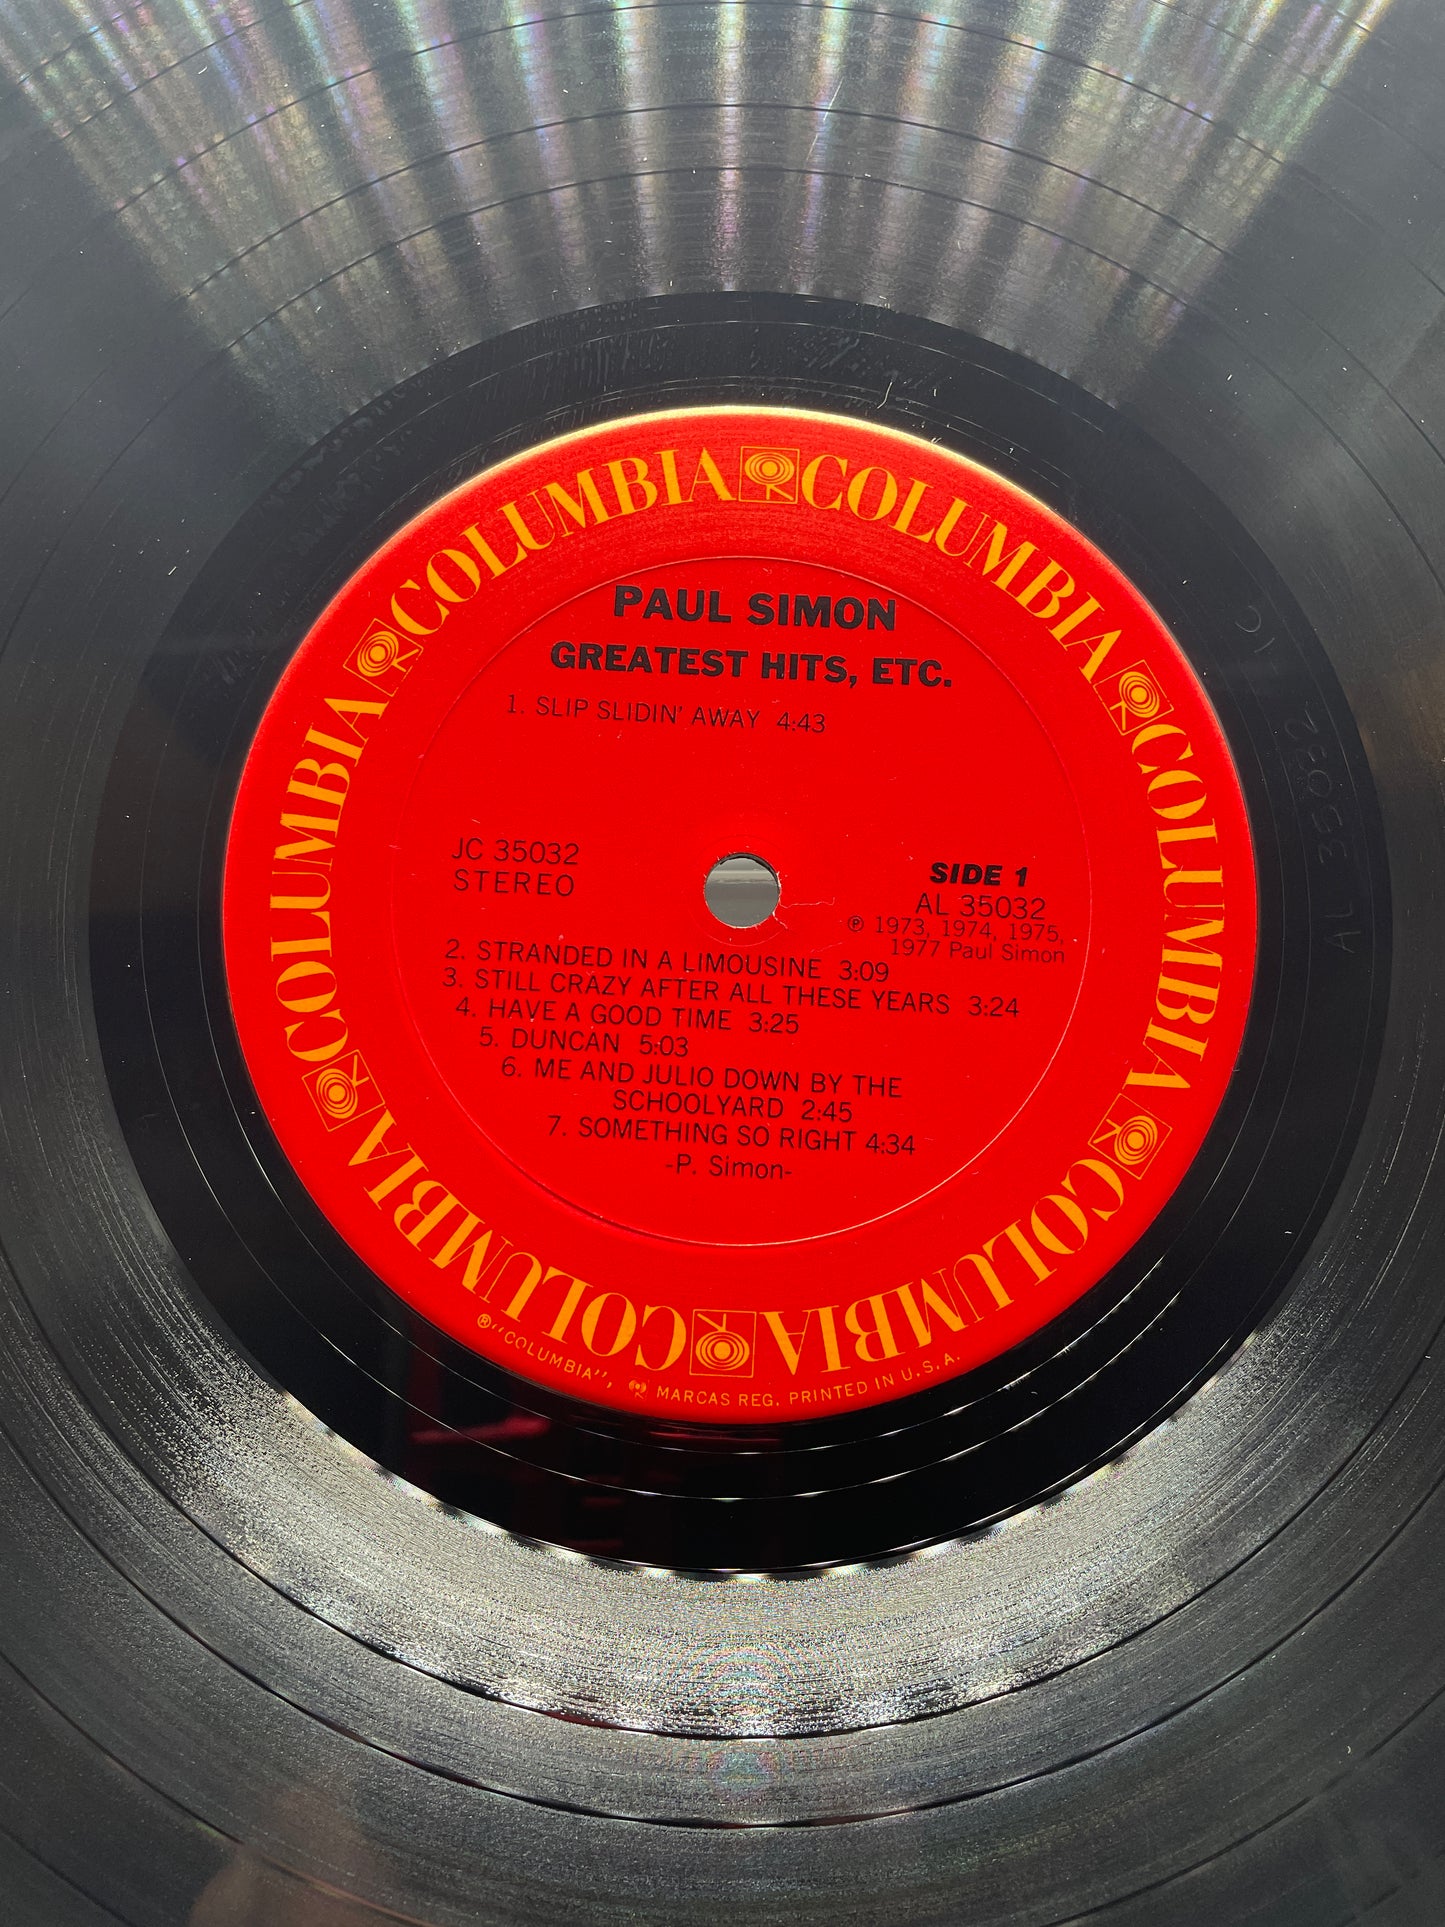 COLUMBIA COLUMBIA COLUMBIA COLUMBIA COLUMBIA COLUMBIA
PAUL SIMON
GREATEST HITS, ETC.
1. SLIP SLIDIN' AWAY 4:43
JC 35032
STEREO
SIDE 1
AL 35032
℗ 1973, 1974, 1975,
1977 Paul Simon
2. STRANDED IN A LIMOUSINE 3:09
3. STILL CRAZY AFTER ALL THESE YEARS 3:24
4. HAVE A GOOD TIME 3:25
5. DUNCAN 5:03
6. ME AND JULIO DOWN BY THE
SCHOOLYARD 2:45
7. SOMETHING SO RIGHT 4:34
-P. Simon-
®"COLUMBIA", MARCAS REG. PRINTED IN U.S.A.
AL 35032 1C